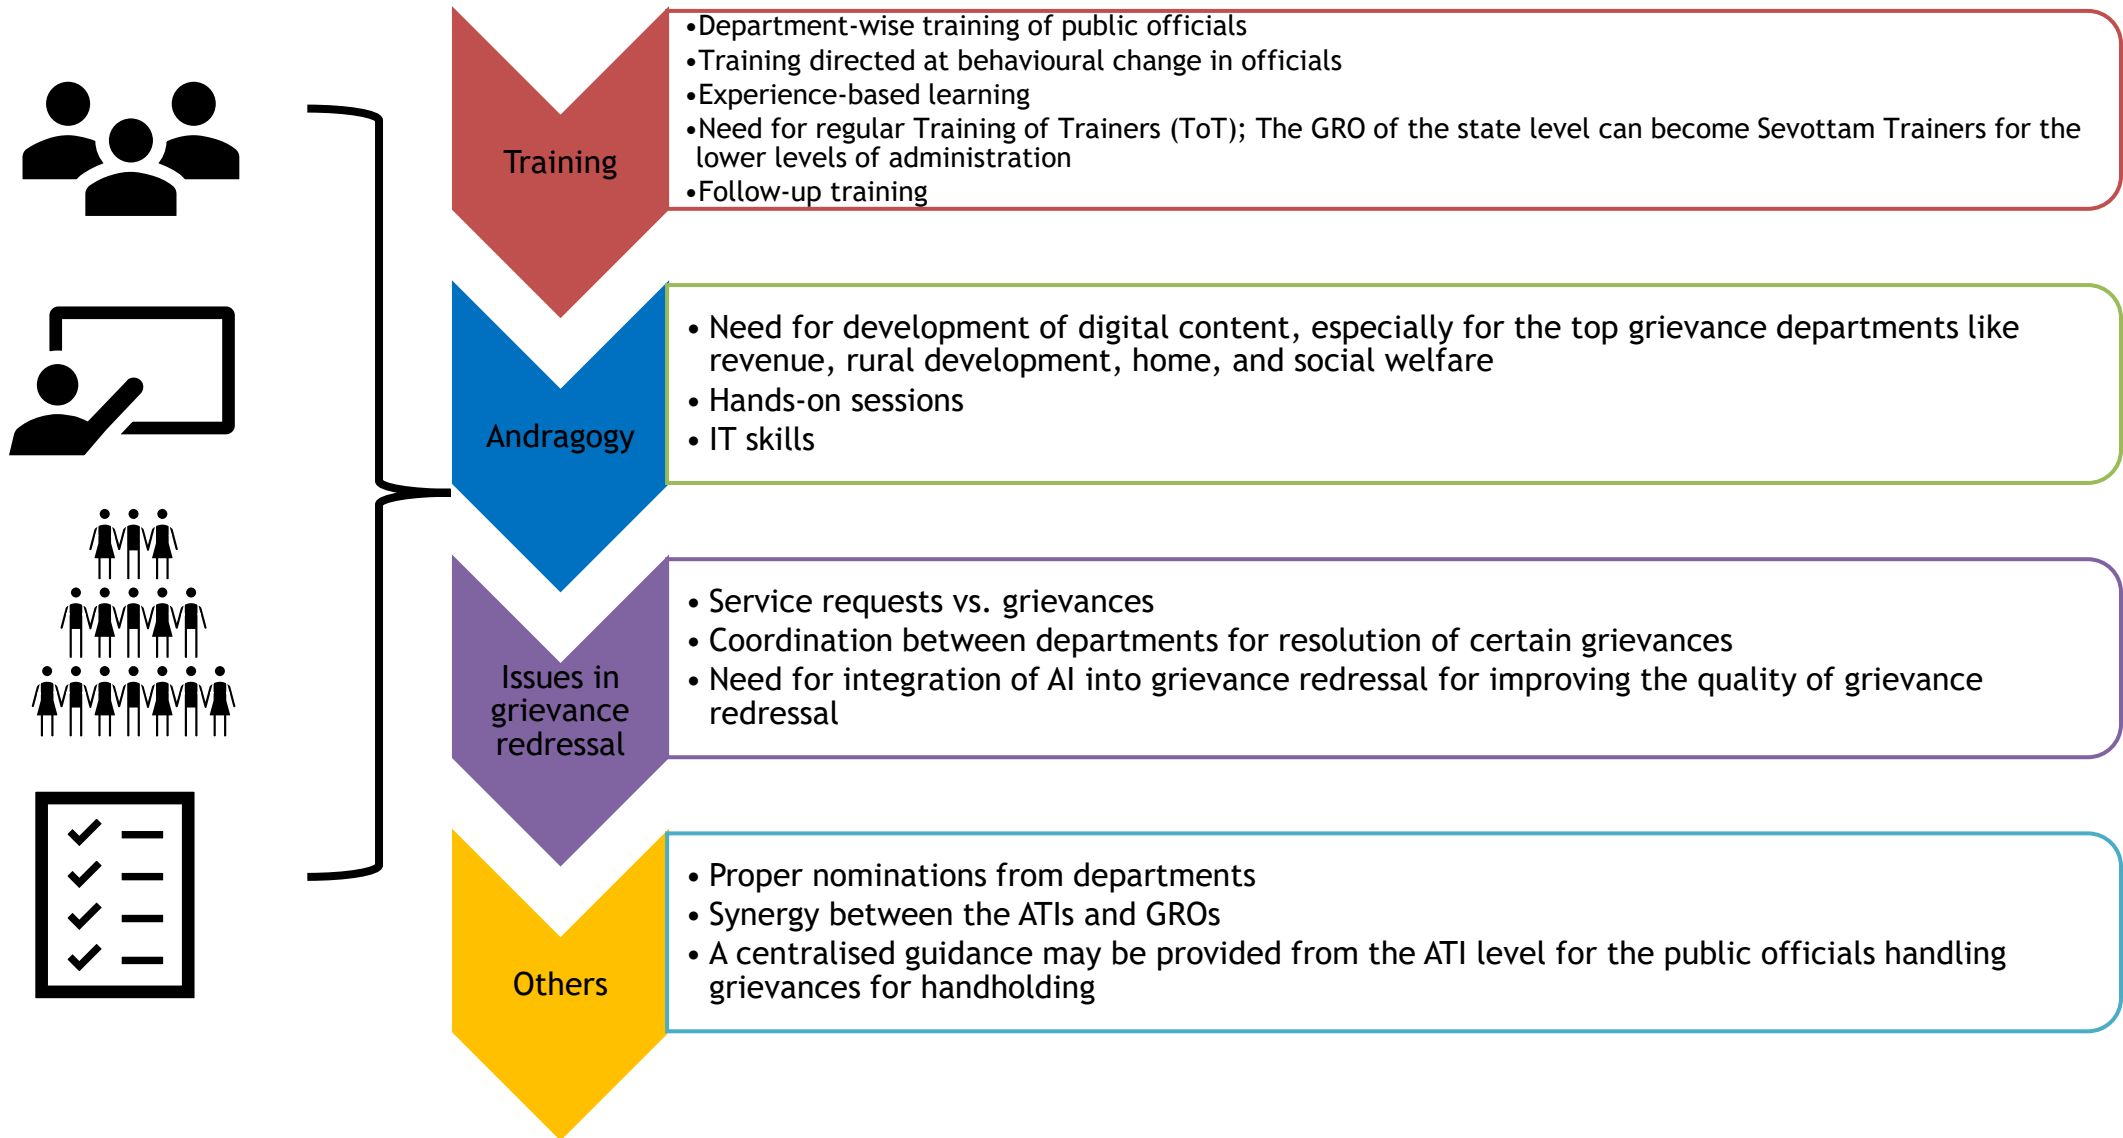 Training
•Department-wise training of public officials
•Training directed at behavioural change in officials
•Experience-based learning
•Need for regular Training of Trainers (ToT); The GRO of the state level can become Sevottam Trainers for the
lower levels of administration
•Follow-up training
Andragogy
• Need for development of digital content, especially for the top grievance departments like
revenue, rural development, home, and social welfare
• Hands-on sessions
• IT skills
Issues in
grievance
redressal
• Service requests vs. grievances
• Coordination between departments for resolution of certain grievances
• Need for integration of AI into grievance redressal for improving the quality of grievance
redressal
Others
• Proper nominations from departments
• Synergy between the ATIs and GROs
• A centralised guidance may be provided from the ATI level for the public officials handling
grievances for handholding